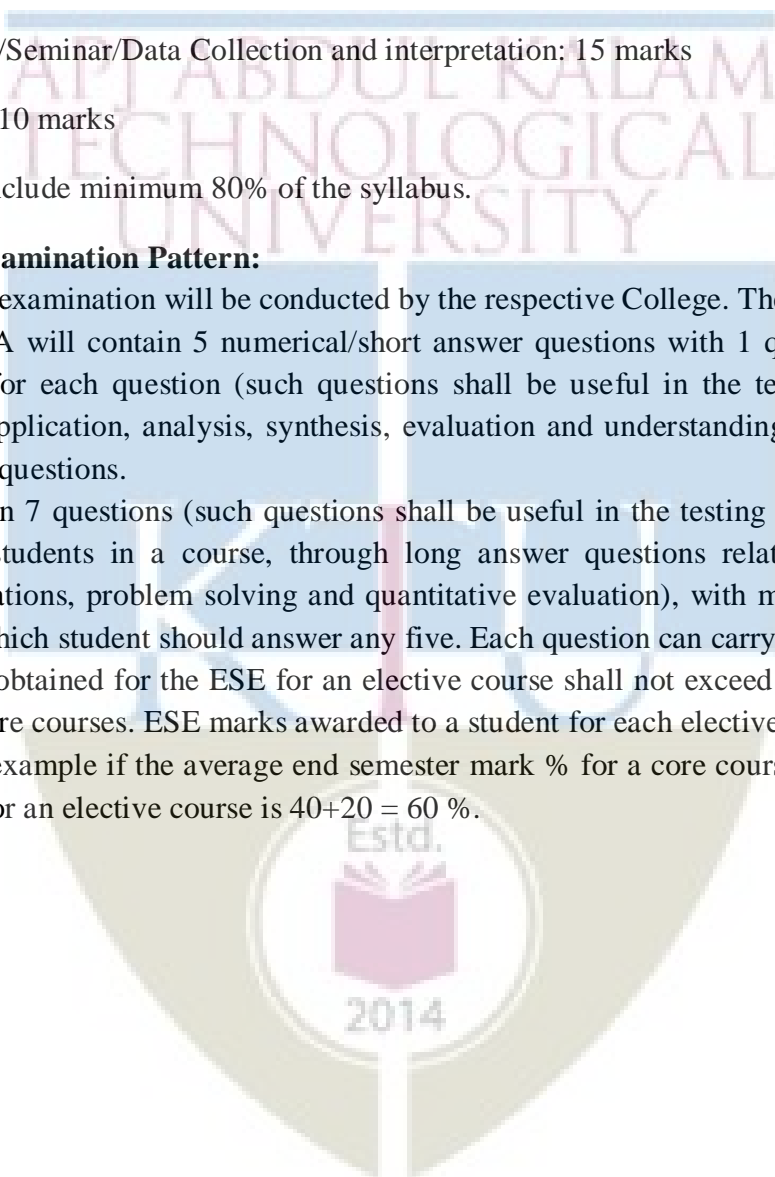 APJ ABDUL KALAM
/Seminar/Data Collection and interpretation: 15 marks
TECHNOLOGICAL
10 marks
UNIVERSITY
clude minimum 80% of the syllabus.
amination Pattern:
examination will be conducted by the respective College. The
A will contain 5 numerical/short answer questions with 1 q
or each question (such questions shall be useful in the te
pplication, analysis, synthesis, evaluation and understanding
questions.
n 7 questions (such questions shall be useful in the testing
students in a course, through long answer questions relat
ations, problem solving and quantitative evaluation), with m
hich student should answer any five. Each question can carry
KTU
obtained for the ESE for an elective course shall not exceed
re courses. ESE marks awarded to a student for each elective
example if the average end semester mark % for a core cours
or an elective course is 40+20 = 60 %.
Estd.
2014